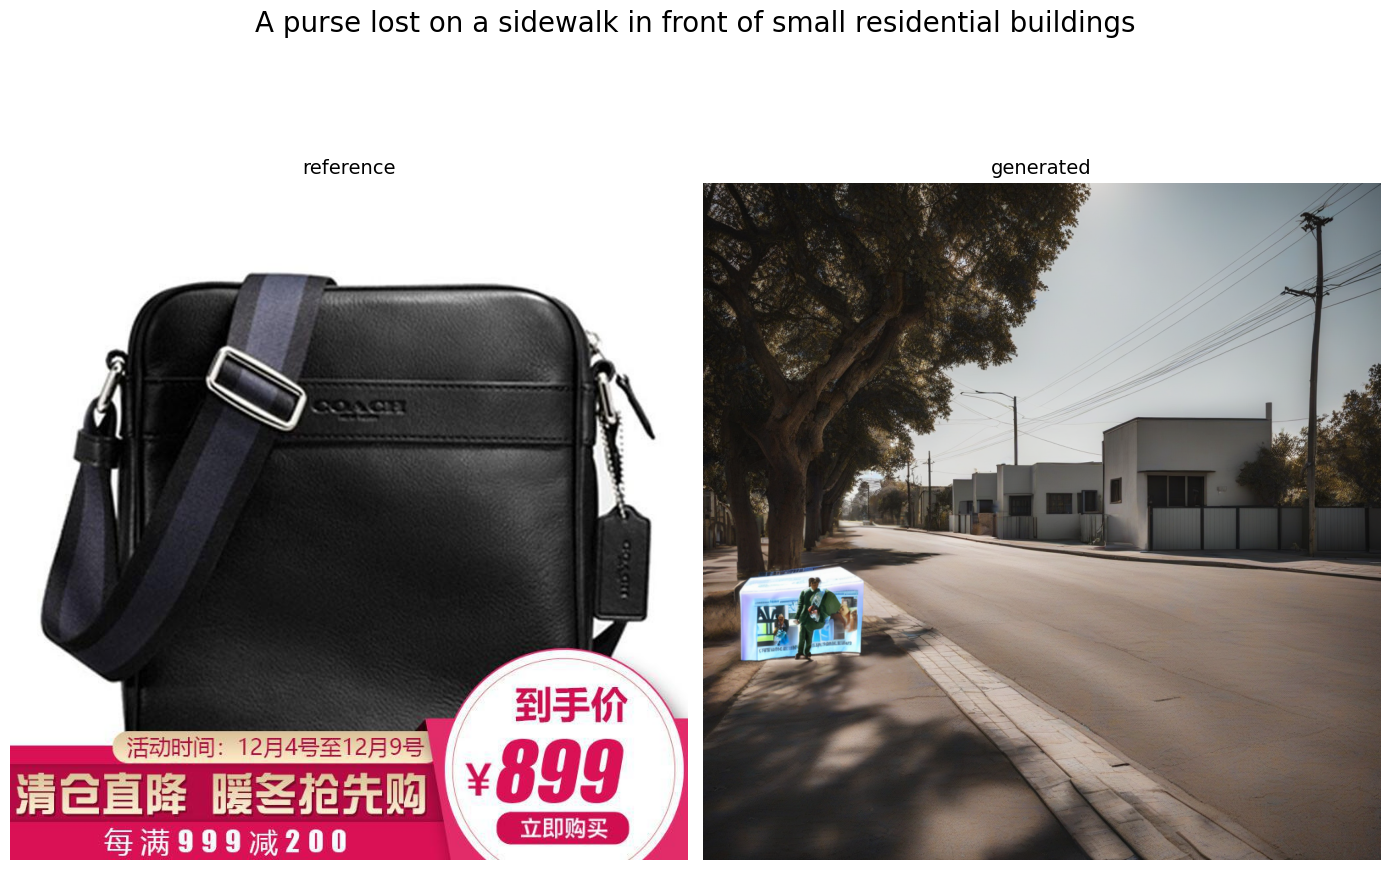 A purse lost on a sidewalk in front of small residential buildings
reference
generated
COACH
COACH
到手价
活动时间：12月4号至12月9号
¥899
清仓直降 暖冬抢先购
立即购买
每满999减200